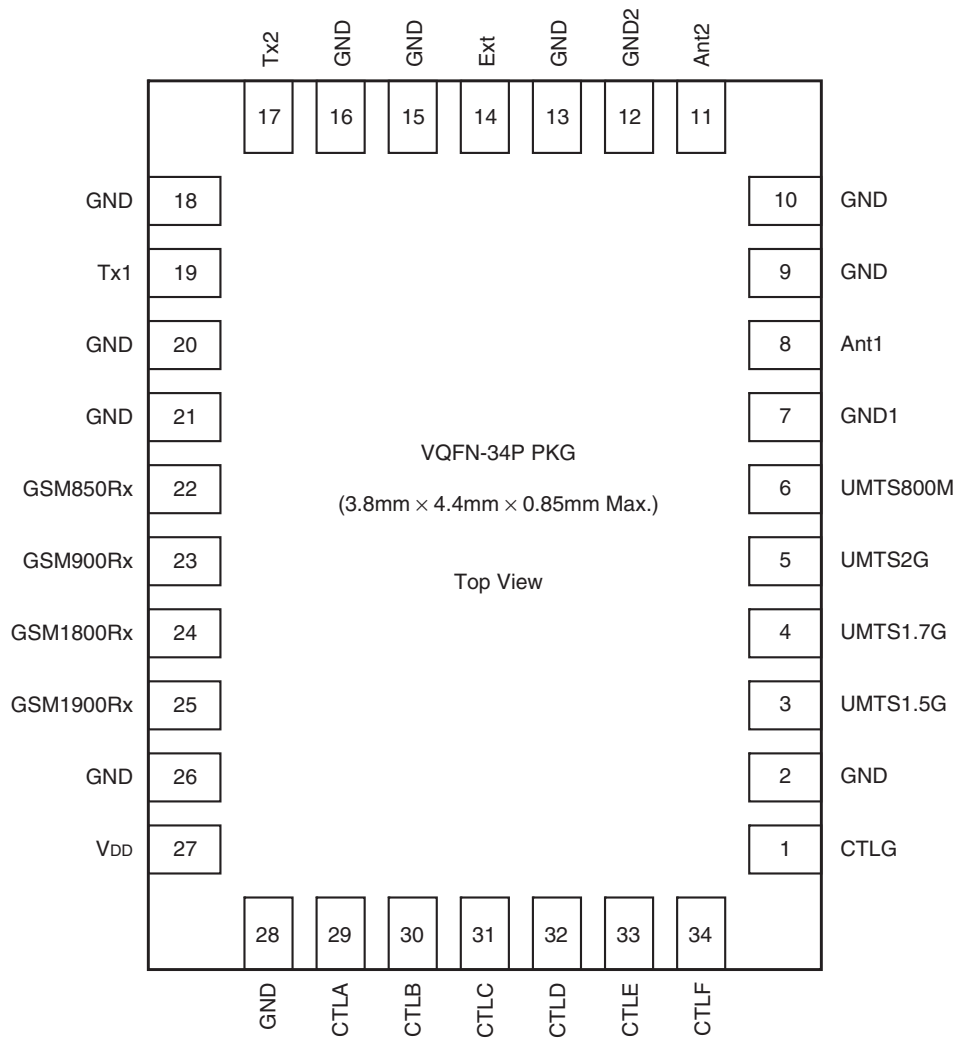 Tx2 GND GND Ext GND GND2 Ant2
17 16 15 14 13 12 11
GND 18 10 GND
Tx1 19 9 GND
GND 20 8 Ant1
GND 21 7 GND1
VQFN-34P PKG
GSM850Rx 22 6 UMTS800M
(3.8mm × 4.4mm × 0.85mm Max.)
GSM900Rx 23 5 UMTS2G
Top View
GSM1800Rx 24 4 UMTS1.7G
GSM1900Rx 25 3 UMTS1.5G
GND 26 2 GND
VDD 27 1 CTLG
28 29 30 31 32 33 34
GND CTLA CTLB CTLC CTLD CTLE CTLF